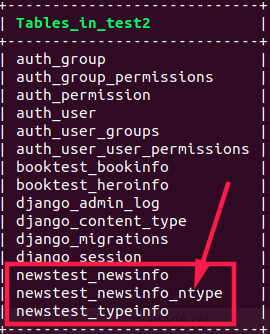 Tables_in_test2
auth_group
auth_group_permissions
auth_permission
auth_user
auth_user_groups
auth_user_user_permissions
booktest_bookinfo
booktest_heroinfo
django_admin_log
django_content_type
django_migrations
django_session
newstest_newsinfo
newstest_newsinfo_ntype
newstest_typeinfo